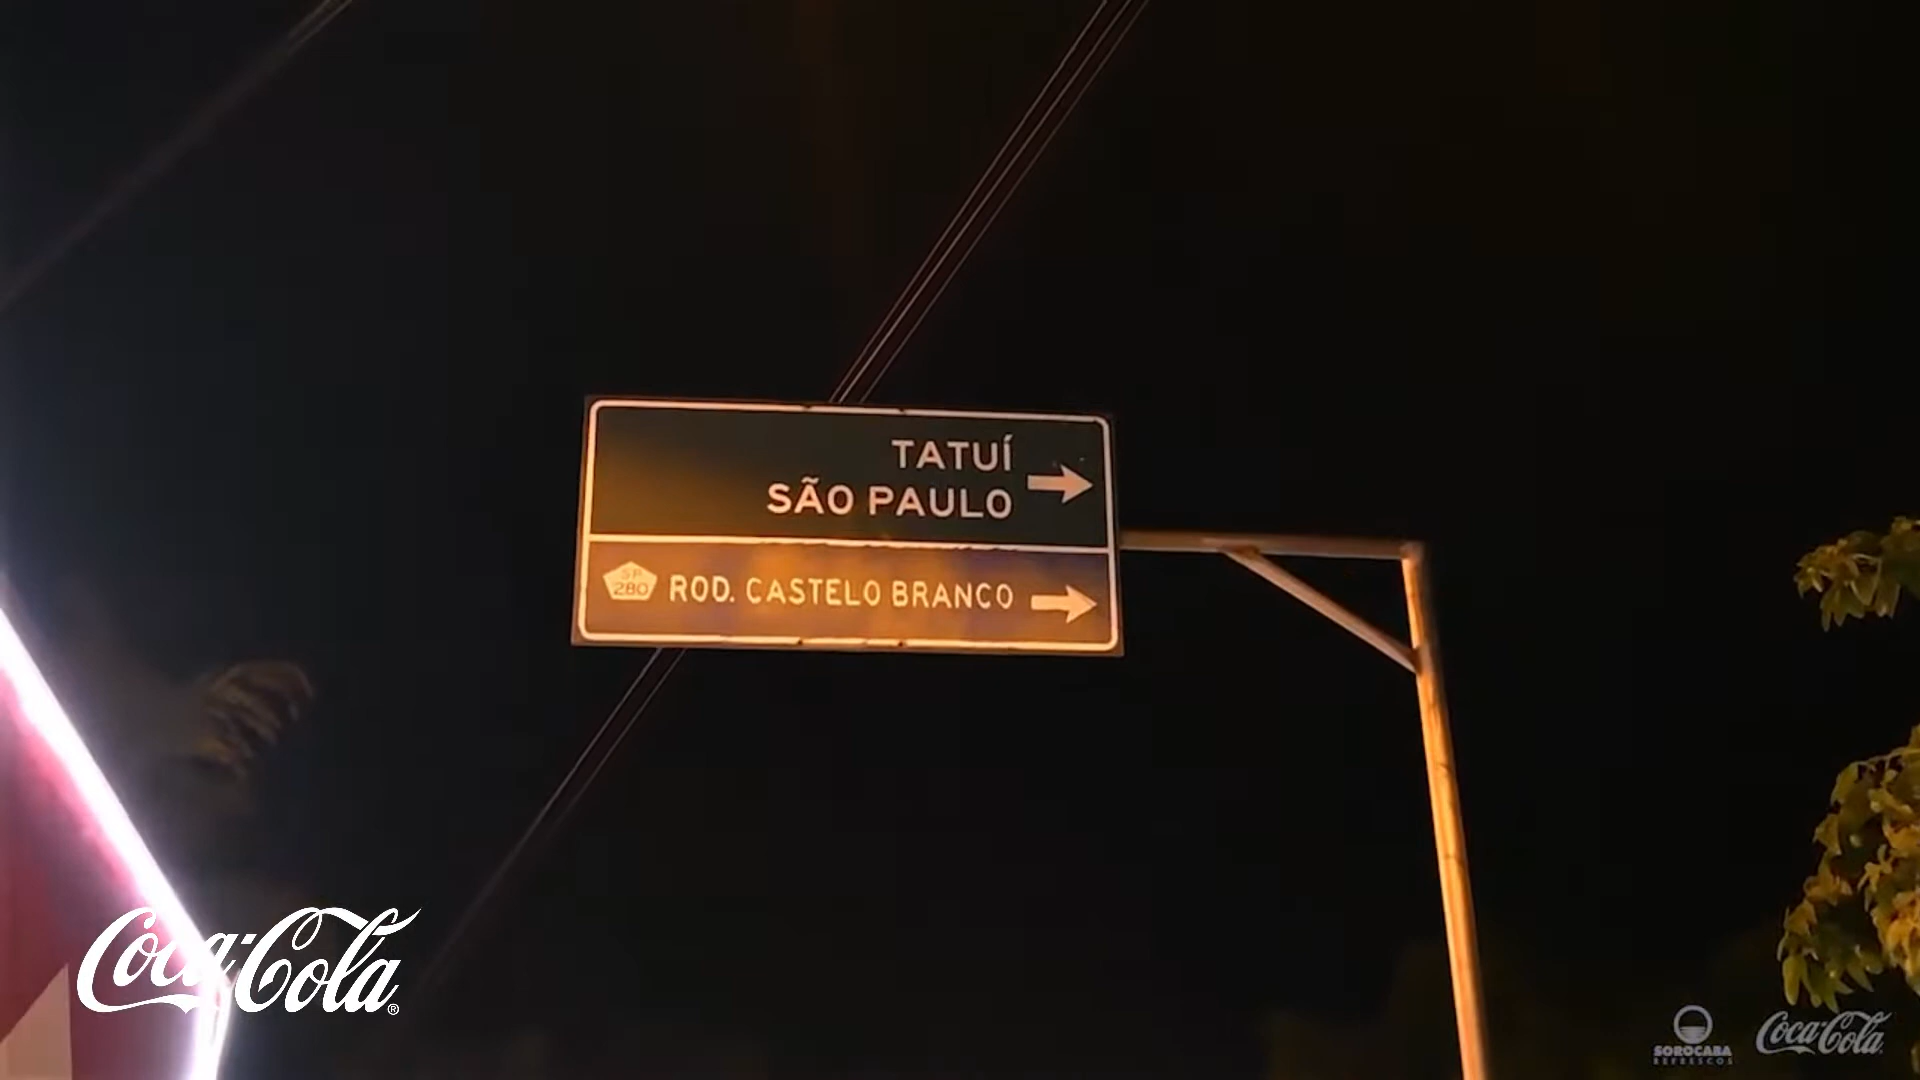 TATUÍ
SÃO PAULO
SP
280
ROD. CASTELO BRANCO
Coca-Cola
SOROCABA
REFRESCOS
Coca-Cola